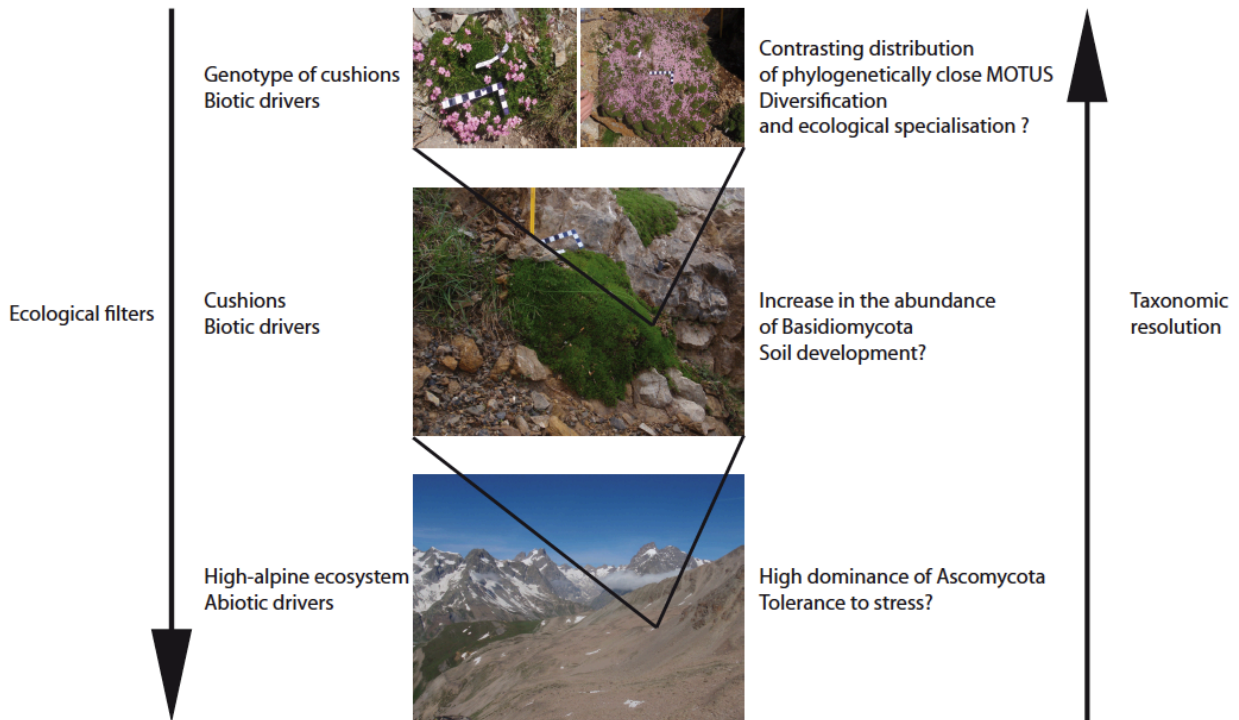 Genotype of cushions
Biotic drivers
Contrasting distribution
of phylogenetically close MOTUS
Diversification
and ecological specialisation ?
Ecological filters
Cushions
Biotic drivers
Increase in the abundance
of Basidiomycota
Soil development?
Taxonomic
resolution
High-alpine ecosystem
Abiotic drivers
High dominance of Ascomycota
Tolerance to stress?